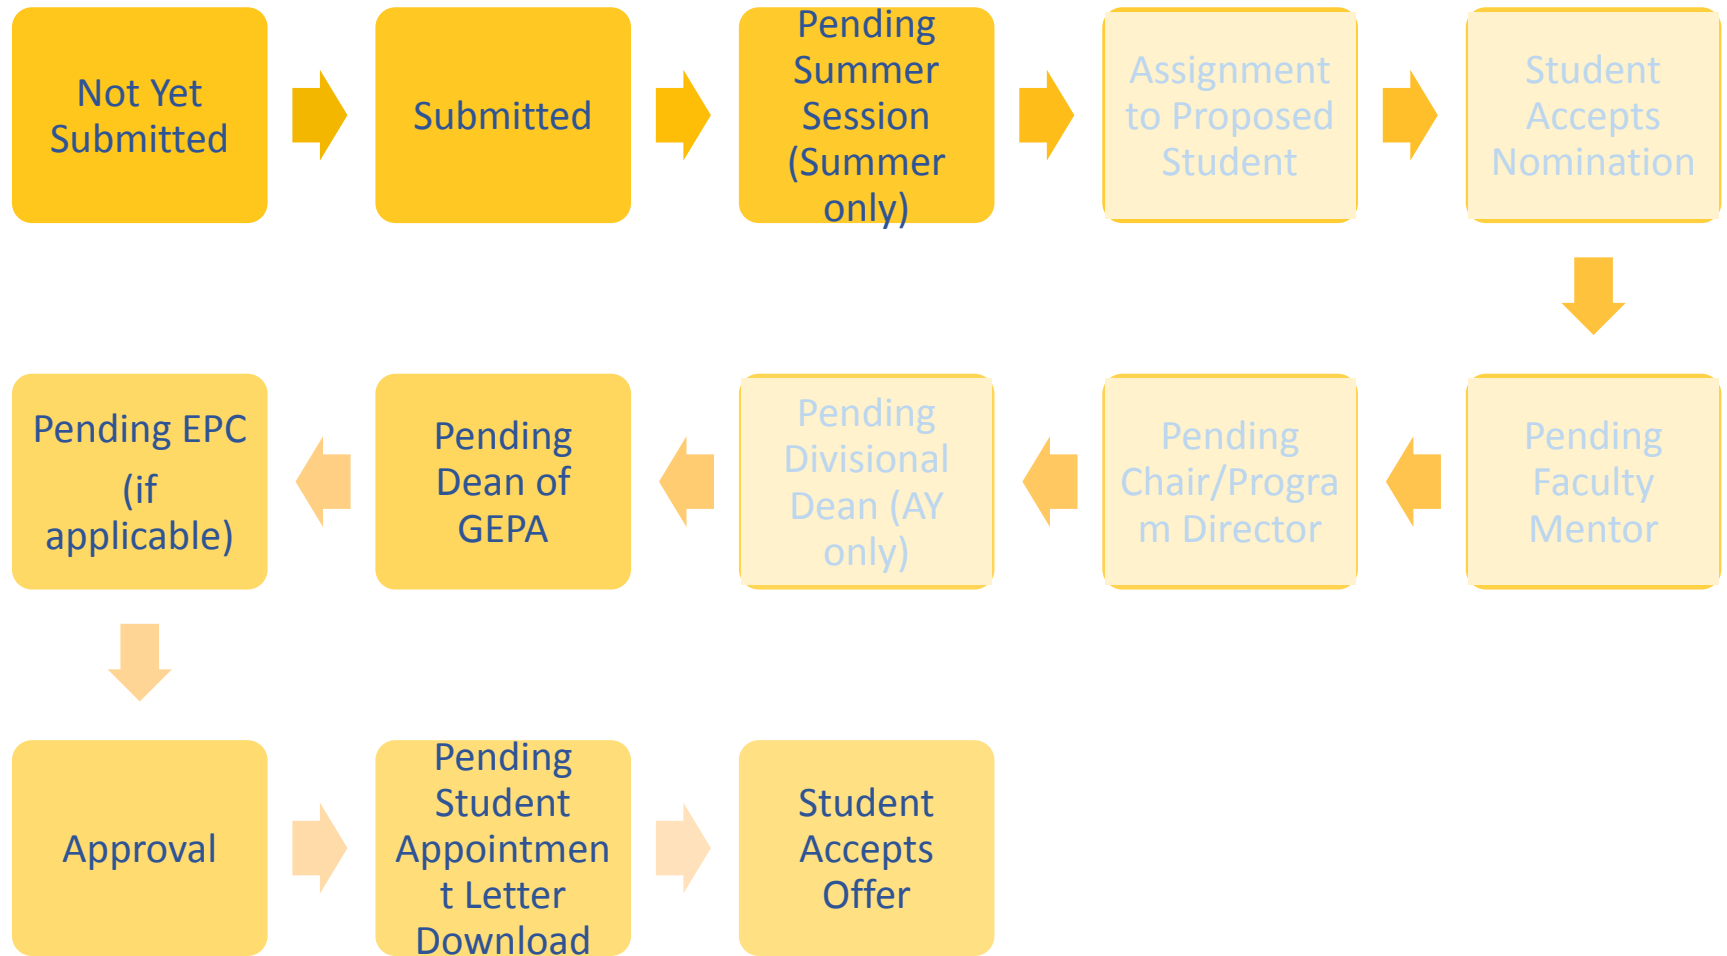 Not Yet
Submitted
Submitted
Pending
Summer
Session
(Summer
only)
Assignment
to Proposed
Student
Student
Accepts
Nomination
Pending
Faculty
Mentor
Pending
Chair/Progra
m Director
Pending
Divisional
Dean (AY
only)
Pending
Dean of
GEPA
Pending EPC
(if
applicable)
Approval
Pending
Student
Appointmen
t Letter
Download
Student
Accepts
Offer